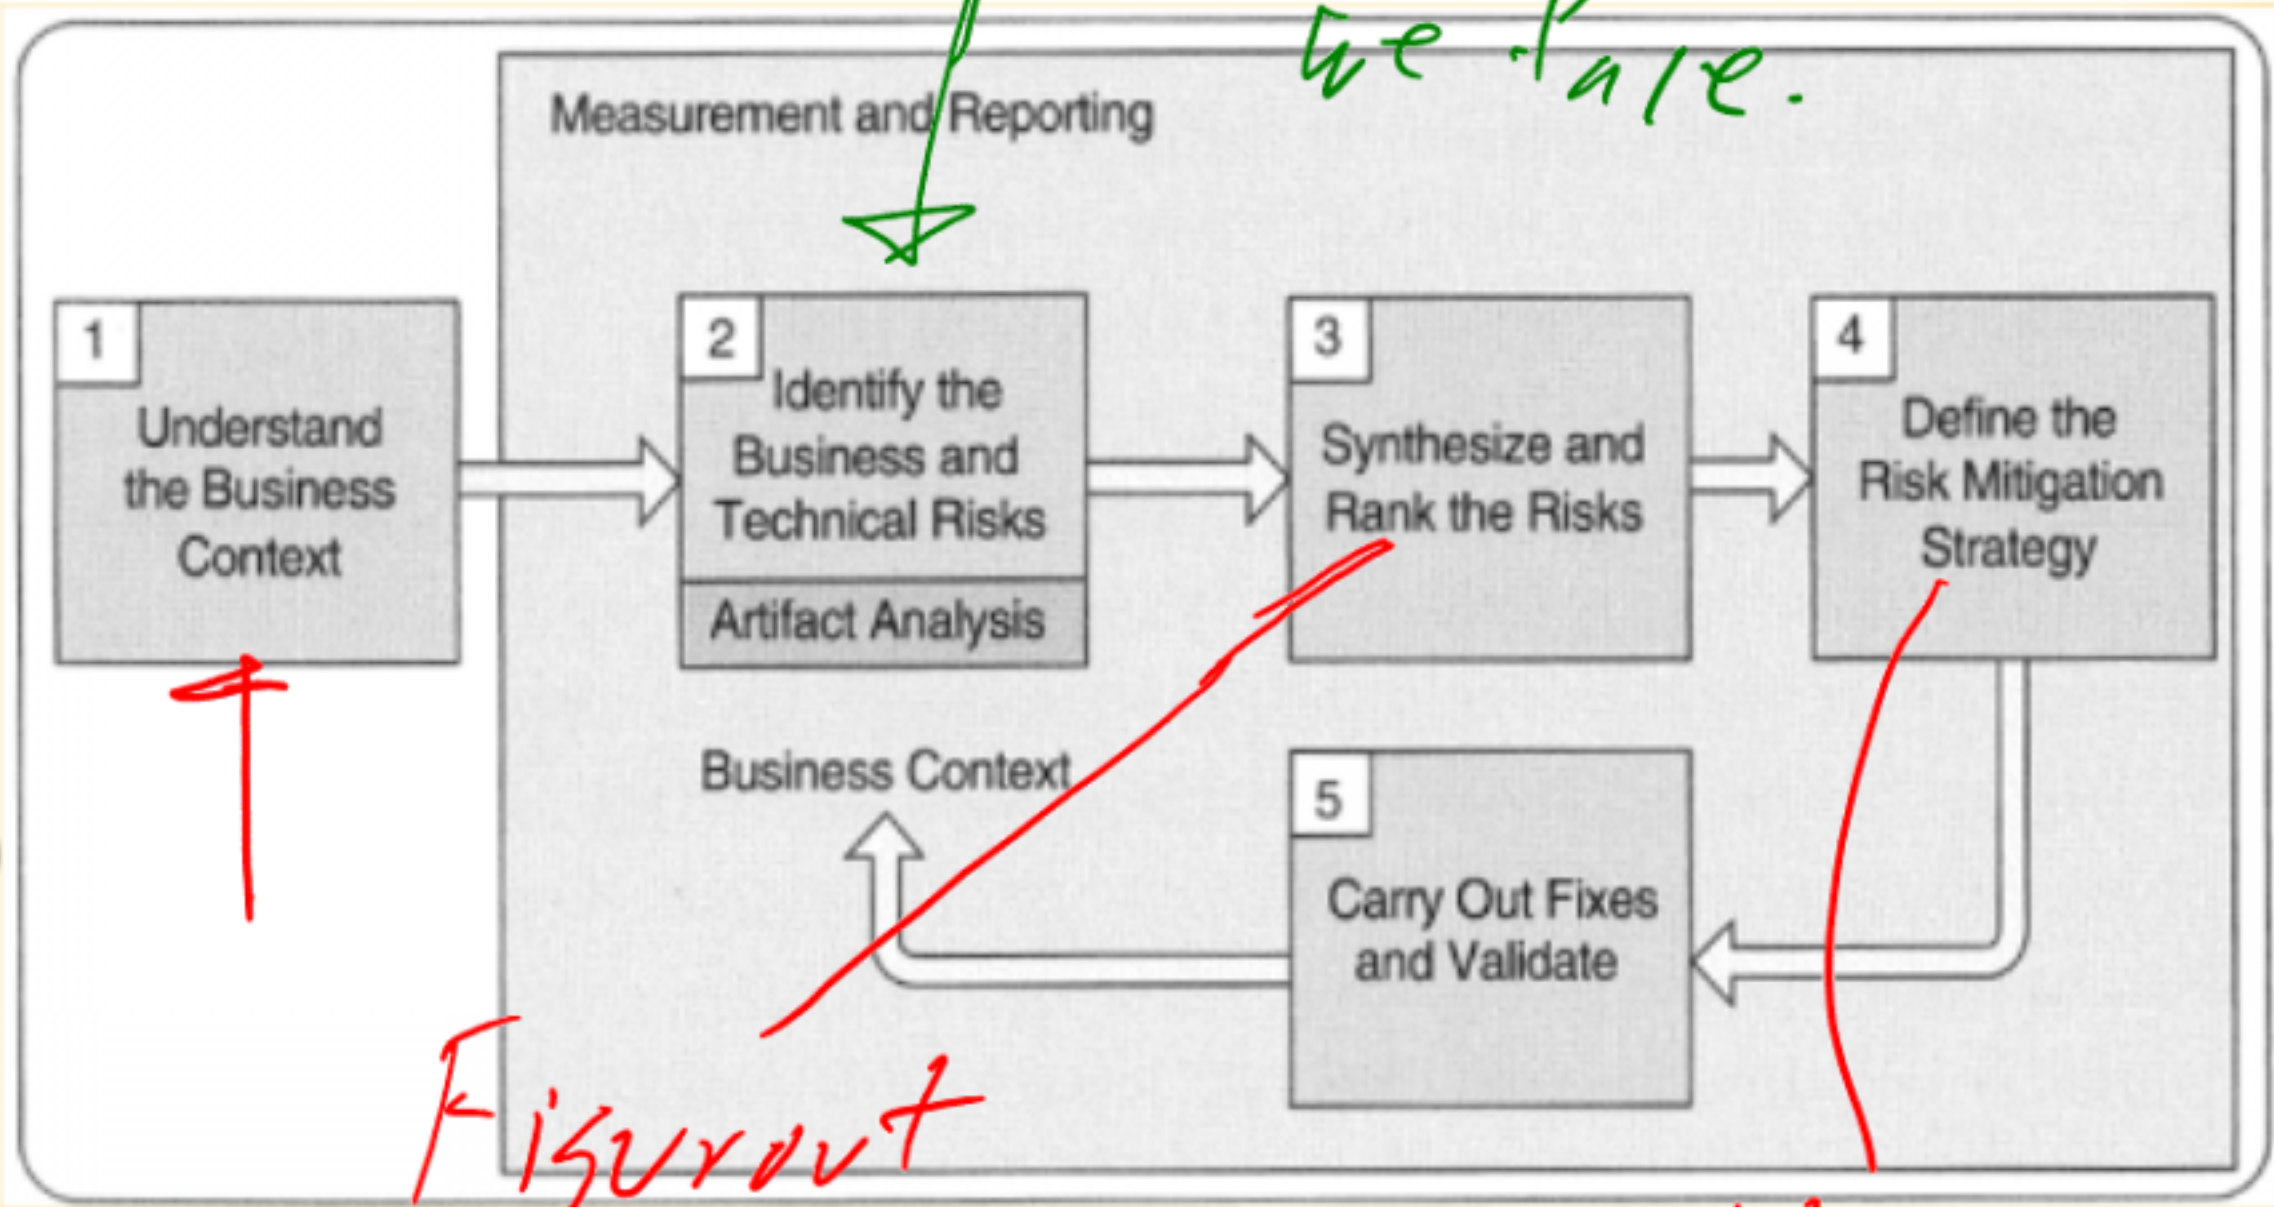 Measurement and Reporting
1
Understand
the Business
Context
2
Identify the
Business and
Technical Risks
Artifact Analysis
3
Synthesize and
Rank the Risks
4
Define the
Risk Mitigation
Strategy
5
Carry Out Fixes
and Validate
Business Context
Figurout